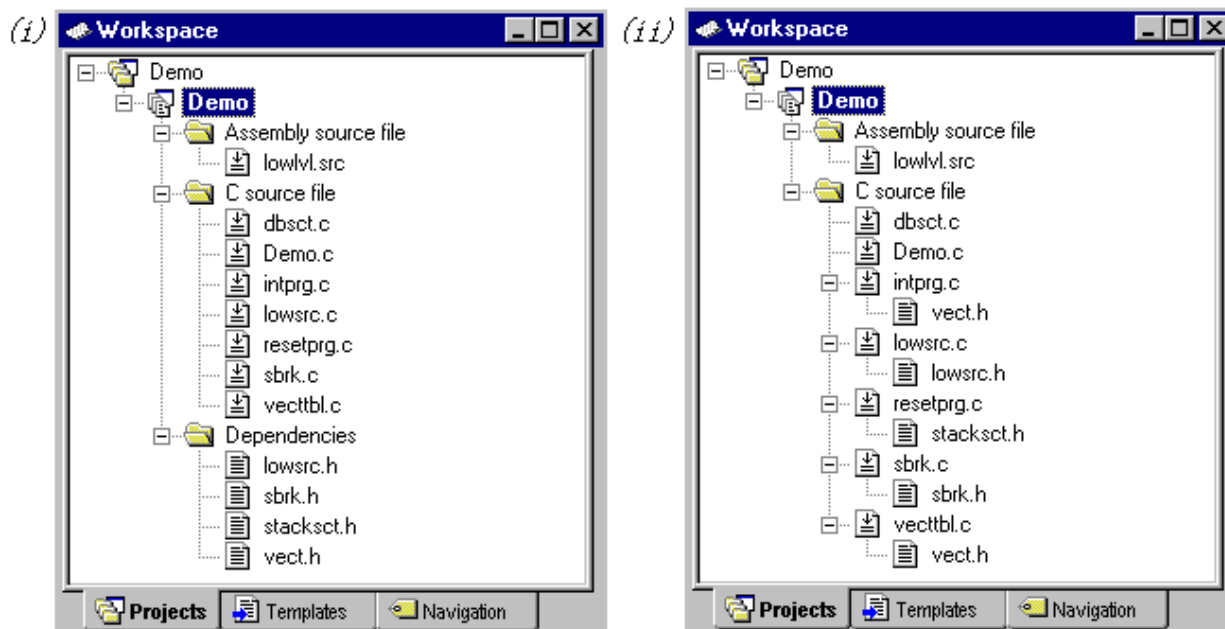 (i)
Workspace
Demo
Demo
Assembly source file
lowlvl.src
C source file
dbsct.c
Demo.c
intprg.c
lowsrc.c
resetprg.c
sbrk.c
vecttbl.c
Dependencies
lowsrc.h
sbrk.h
stacksct.h
vect.h
Projects
Templates
Navigation
(ii)
Workspace
Demo
Demo
Assembly source file
lowlvl.src
C source file
dbsct.c
Demo.c
intprg.c
vect.h
lowsrc.c
lowsrc.h
resetprg.c
stacksct.h
sbrk.c
sbrk.h
vecttbl.c
vect.h
Projects
Templates
Navigation